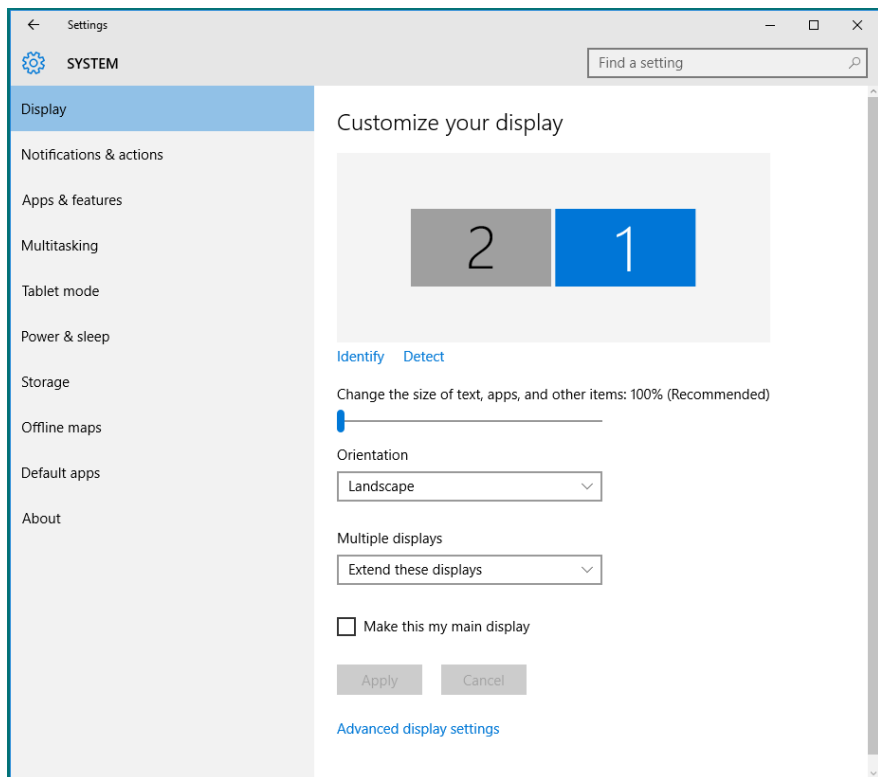 Settings
SYSTEM
Find a setting
Display
Notifications & actions
Apps & features
Multitasking
Tablet mode
Power & sleep
Storage
Offline maps
Default apps
About
Customize your display
2 1
Identify Detect
Change the size of text, apps, and other items: 100% (Recommended)
Orientation
Landscape
Multiple displays
Extend these displays
Make this my main display
Apply Cancel
Advanced display settings